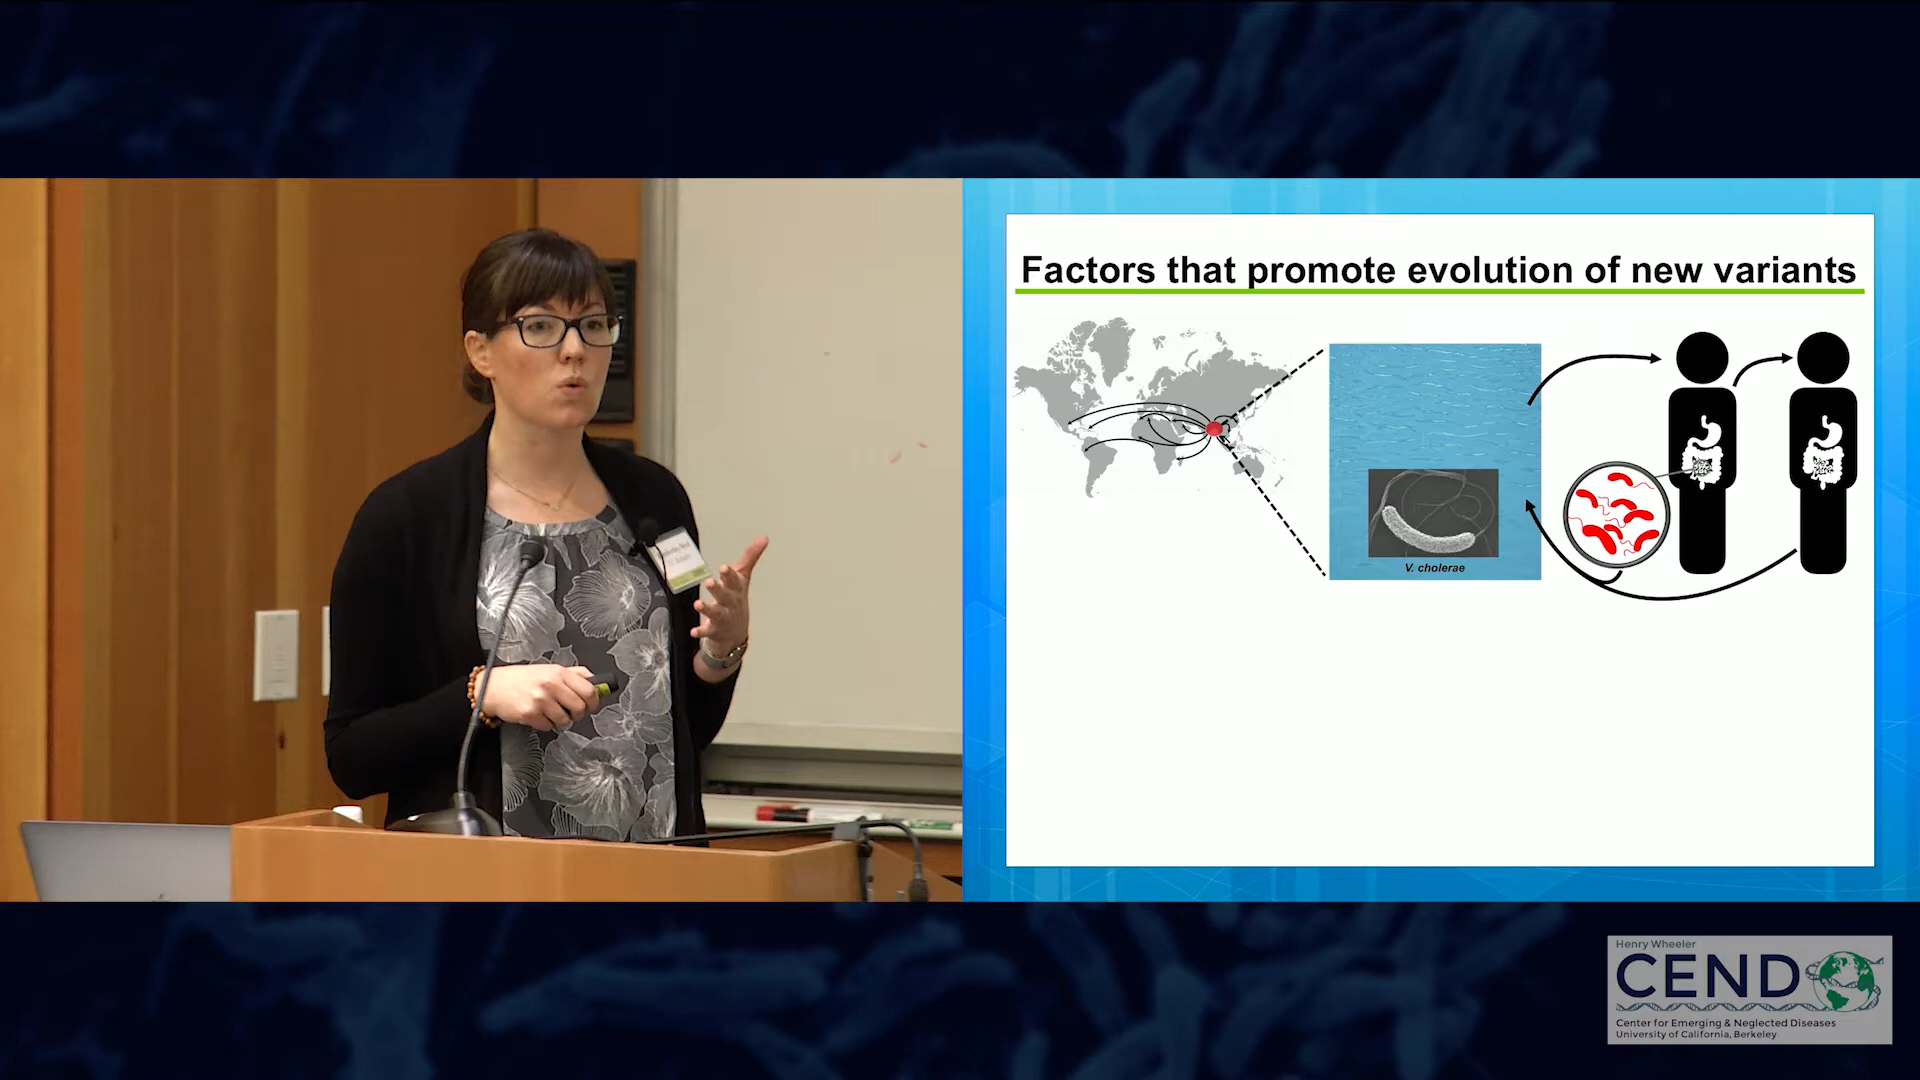 Factors that promote evolution of new variants
V. cholerae
Henry Wheeler
CEND
Center for Emerging & Neglected Diseases
University of California, Berkeley